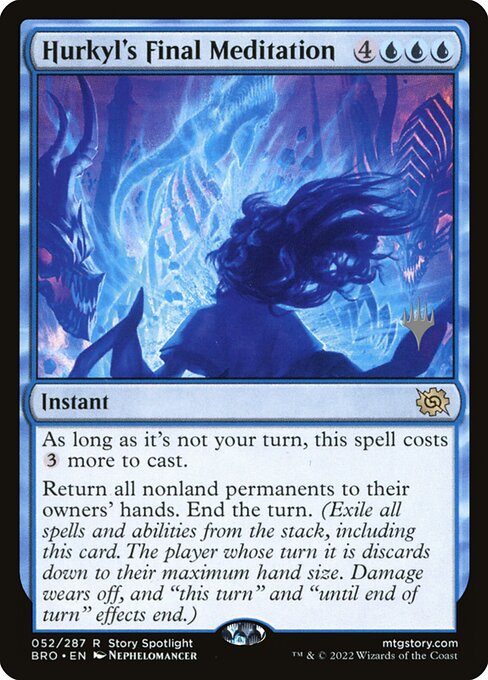 Hurkyl's Final Meditation 4
Instant
As long as it's not your turn, this spell costs
3 more to cast.
Return all nonland permanents to their
owners' hands. End the turn. (Exile all
spells and abilities from the stack, including
this card. The player whose turn it is discards
down to their maximum hand size. Damage
wears off, and "this turn" and "until end of
turn" effects end.)
052/287 R Story Spotlight
BRO • EN Nephelomancer
mtgstory.com
™ & © 2022 Wizards of the Coast